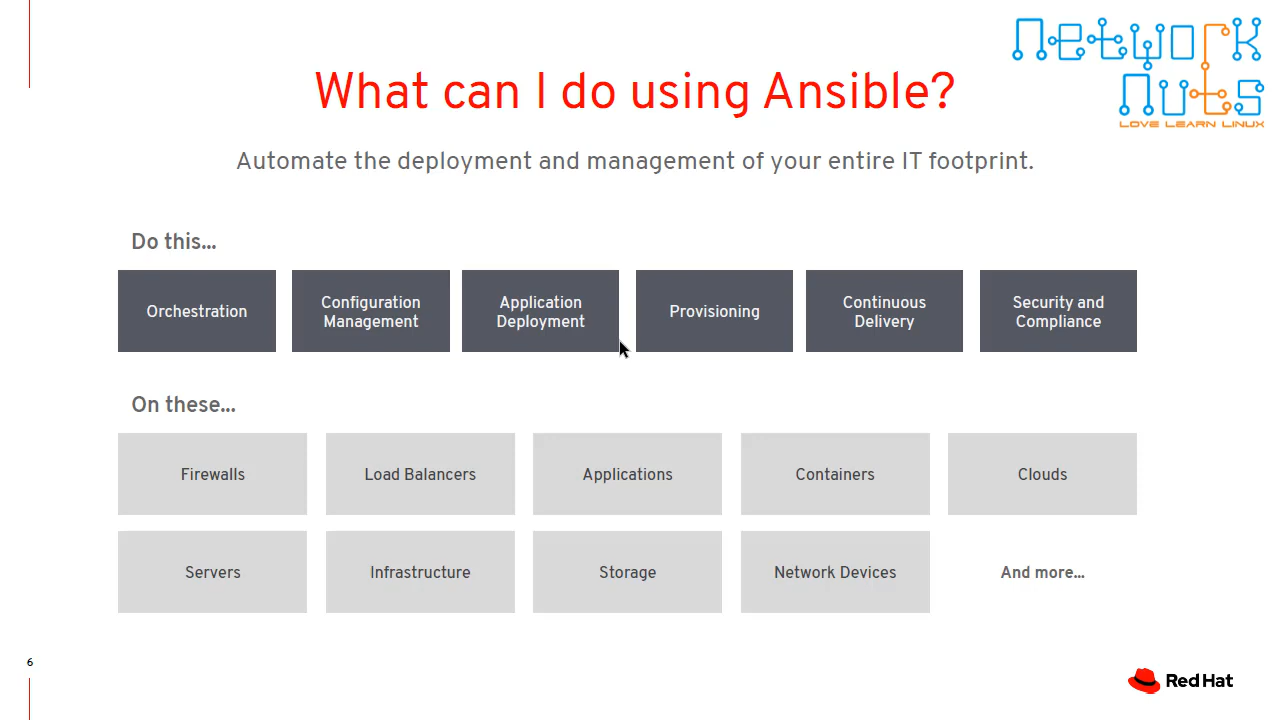 Network
Nuts
LOVE LEARN LINUX
What can I do using Ansible?
Automate the deployment and management of your entire IT footprint.
Do this...
Orchestration
Configuration
Management
Application
Deployment
Provisioning
Continuous
Delivery
Security and
Compliance
On these...
Firewalls
Load Balancers
Applications
Containers
Clouds
Servers
Infrastructure
Storage
Network Devices
And more...
6
Red Hat